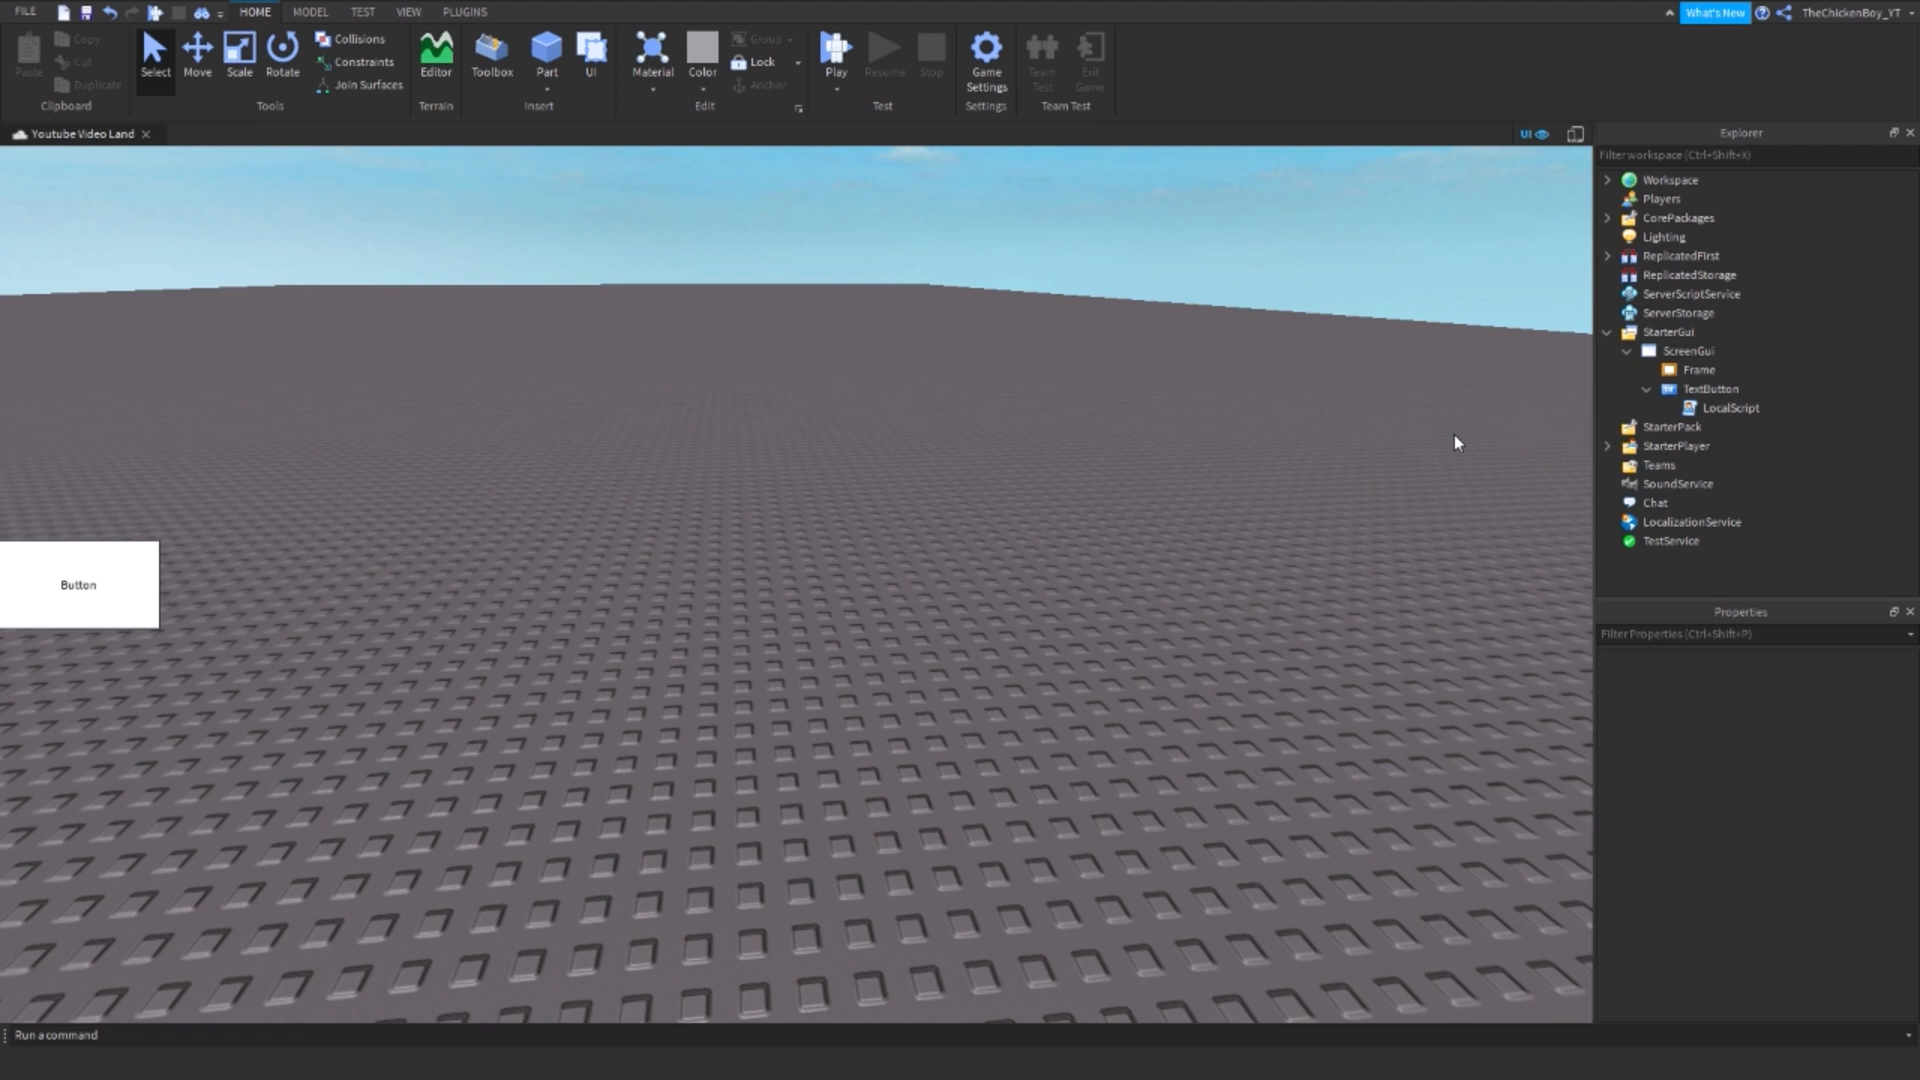 FILE HOME MODEL TEST VIEW PLUGINS What's New TheChickenBoy_YT
Paste Copy Cut Duplicate Clipboard
Select Move Scale Rotate Collisions Constraints Join Surfaces Tools
Editor Terrain
Toolbox Part UI Insert
Material Color Group Lock Anchor Edit
Play Resume Stop Test
Game Settings Settings
Team Test Exit Game Team Test
Youtube Video Land UI
Explorer
Filter workspace (Ctrl+Shift+X)
Workspace
Players
CorePackages
Lighting
ReplicatedFirst
ReplicatedStorage
ServerScriptService
ServerStorage
StarterGui
ScreenGui
Frame
TextButton
LocalScript
StarterPack
StarterPlayer
Teams
SoundService
Chat
LocalizationService
TestService
Properties
Filter Properties (Ctrl+Shift+P)
Button
Run a command